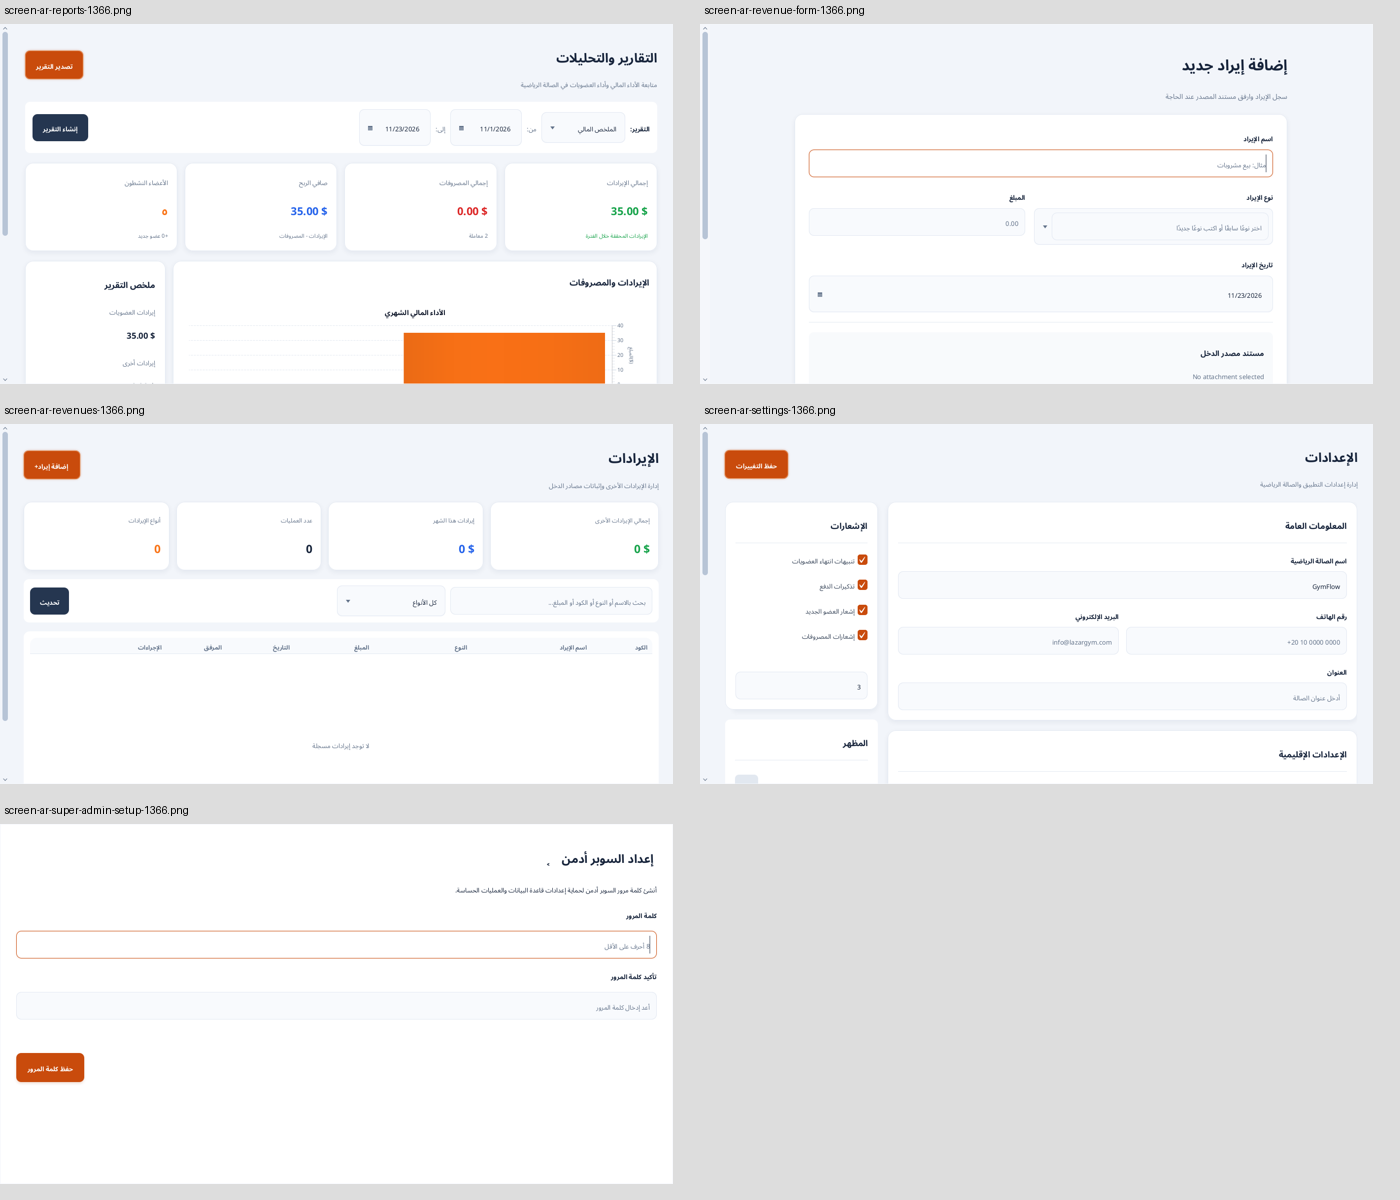 screen-ar-reports-1366.png
التقارير والتحليلات
متابعة الأداء المالي وأداء العضويات في الصالة الرياضية
تصدير التقرير
التقرير:
الملخص المالي
من:
11/1/2026
إلى:
11/23/2026
إنشاء التقرير
إجمالي الإيرادات
35.00 $
الإيرادات المحققة خلال الفترة
إجمالي المصروفات
0.00 $
2 معاملة
صافي الربح
35.00 $
الإيرادات - المصروفات
الأعضاء النشطون
0
+0 عضو جديد
الإيرادات والمصروفات
الأداء المالي الشهري
40
30
20
10
ملخص التقرير
إيرادات العضويات
35.00 $
إيرادات أخرى
screen-ar-revenue-form-1366.png
إضافة إيراد جديد
سجل الإيراد وارفق مستند المصدر عند الحاجة
اسم الإيراد
مثال: بيع مشروبات
نوع الإيراد
المبلغ
اختر نوعًا سابقًا أو اكتب نوعًا جديدًا
0.00
تاريخ الإيراد
11/23/2026
مستند مصدر الدخل
No attachment selected
screen-ar-revenues-1366.png
الإيرادات
إدارة الإيرادات الأخرى وإثباتات مصادر الدخل
إضافة إيراد+
إجمالي الإيرادات الأخرى
0 $
إيرادات هذا الشهر
0 $
عدد العمليات
0
أنواع الإيرادات
0
بحث بالاسم أو النوع أو الكود أو المبلغ...
كل الأنواع
تحديث
الكود
اسم الإيراد
النوع
المبلغ
التاريخ
المرفق
الإجراءات
لا توجد إيرادات مسجلة
screen-ar-settings-1366.png
الإعدادات
إدارة إعدادات التطبيق والصالة الرياضية
حفظ التغييرات
المعلومات العامة
اسم الصالة الرياضية
GymFlow
رقم الهاتف
البريد الإلكتروني
+20 10 0000 0000
info@lazargym.com
العنوان
أدخل عنوان الصالة
الإعدادات الإقليمية
الإشعارات
تنبيهات انتهاء العضويات
تذكيرات الدفع
إشعار العضو الجديد
إشعارات المصروفات
3
المظهر
screen-ar-super-admin-setup-1366.png
إعداد السوبر أدمن
أنشئ كلمة مرور السوبر أدمن لحماية إعدادات قاعدة البيانات والعمليات الحساسة.
كلمة المرور
8 أحرف على الأقل
تأكيد كلمة المرور
أعد إدخال كلمة المرور
حفظ كلمة المرور